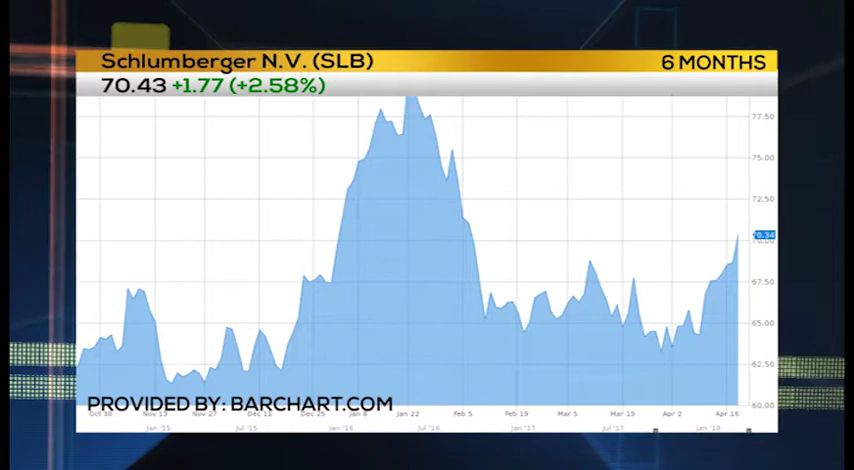 Schlumberger N.V. (SLB) 6 MONTHS
70.43 +1.77 (+2.58%)
77.50
75.00
72.50
70.34
70.00
67.50
65.00
62.50
60.00
PROVIDED BY: BARCHART.COM
Oct 30 Nov 13 Nov 27 Dec 11 Dec 25 Jan 8 Jan 22 Feb 5 Feb 19 Mar 5 Mar 19 Apr 2 Apr 16
Jan '15 Jul '15 Jan '16 Jul '16 Jan '17 Jul '17 Jan '18